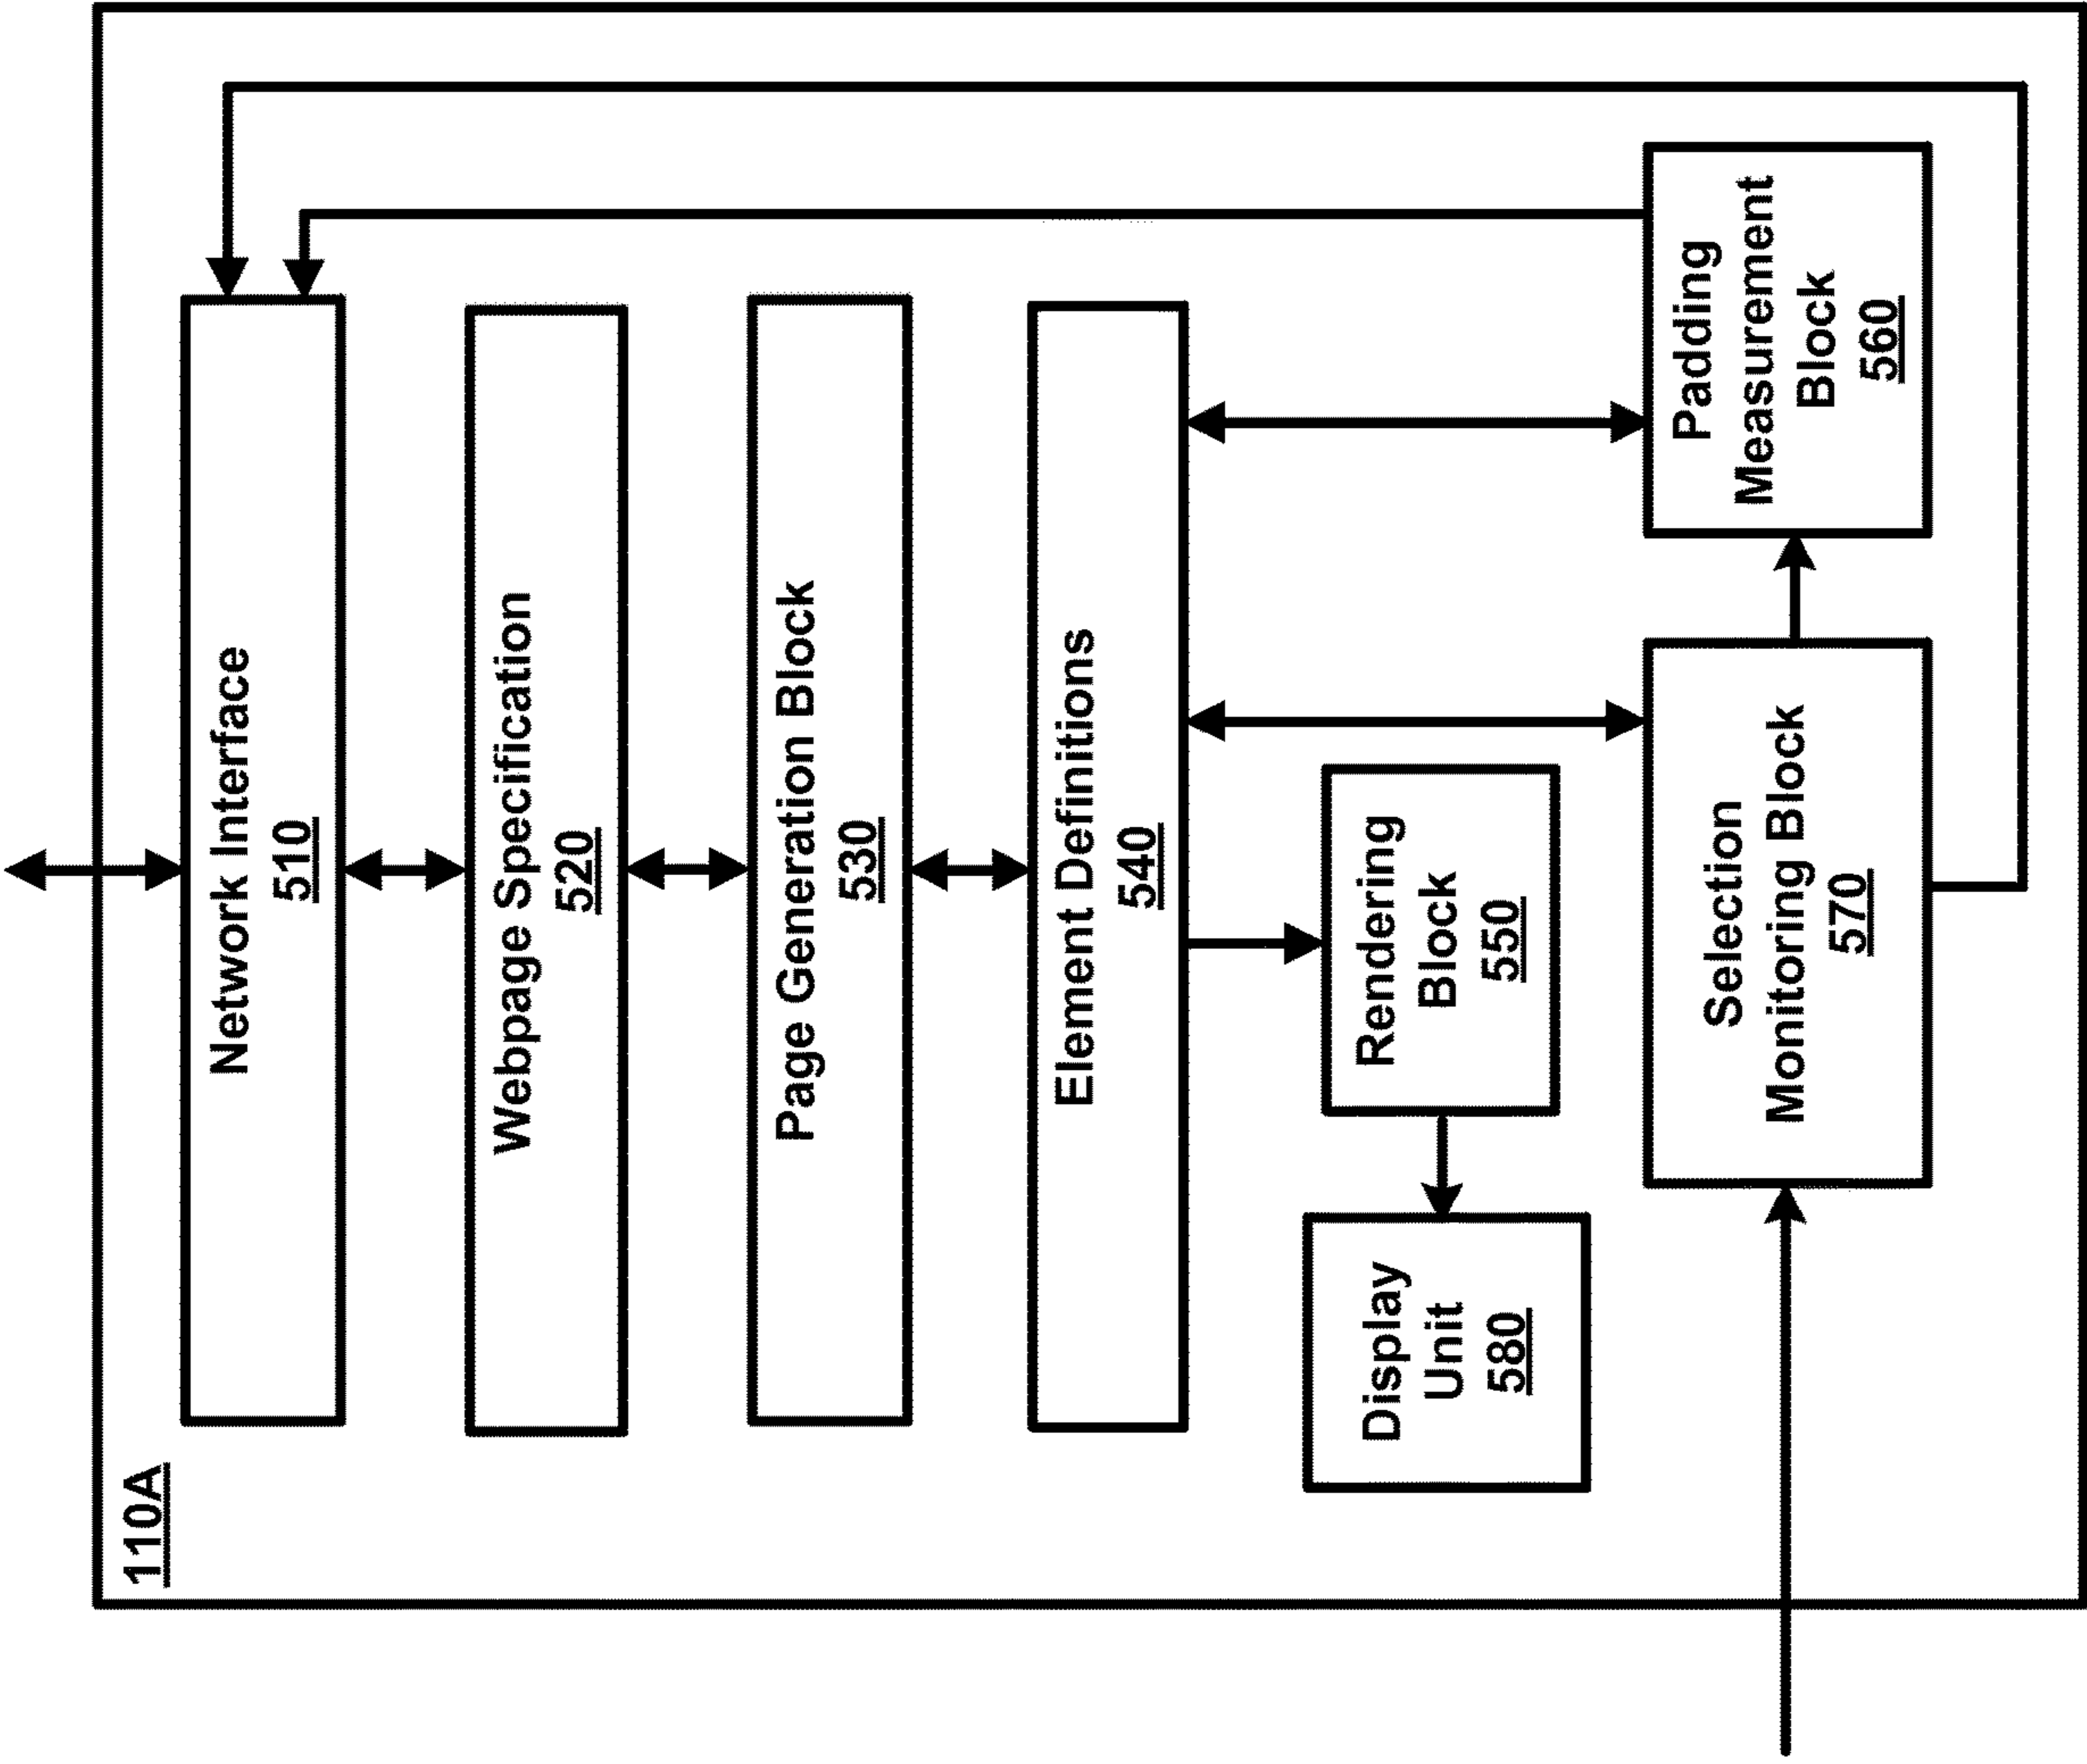 110A
Network Interface
510
Webpage Specification
520
Page Generation Block
530
Element Definitions
540
Display
Unit
580
Rendering
Block
550
Selection
Monitoring Block
570
Padding
Measurement
Block
560